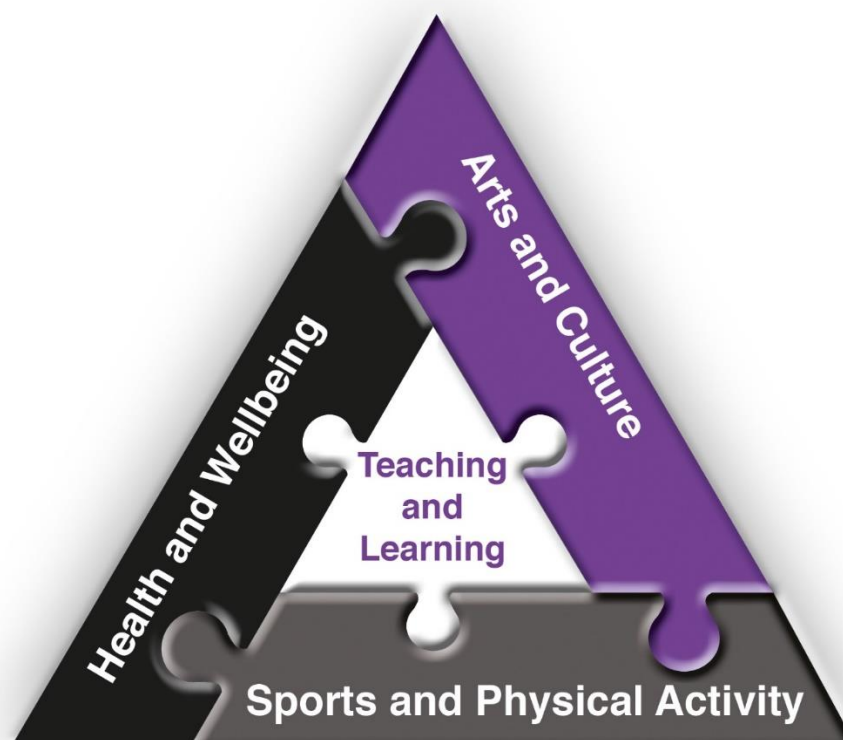 Arts and Culture
Health and Wellbeing
Teaching
and
Learning
Sports and Physical Activity